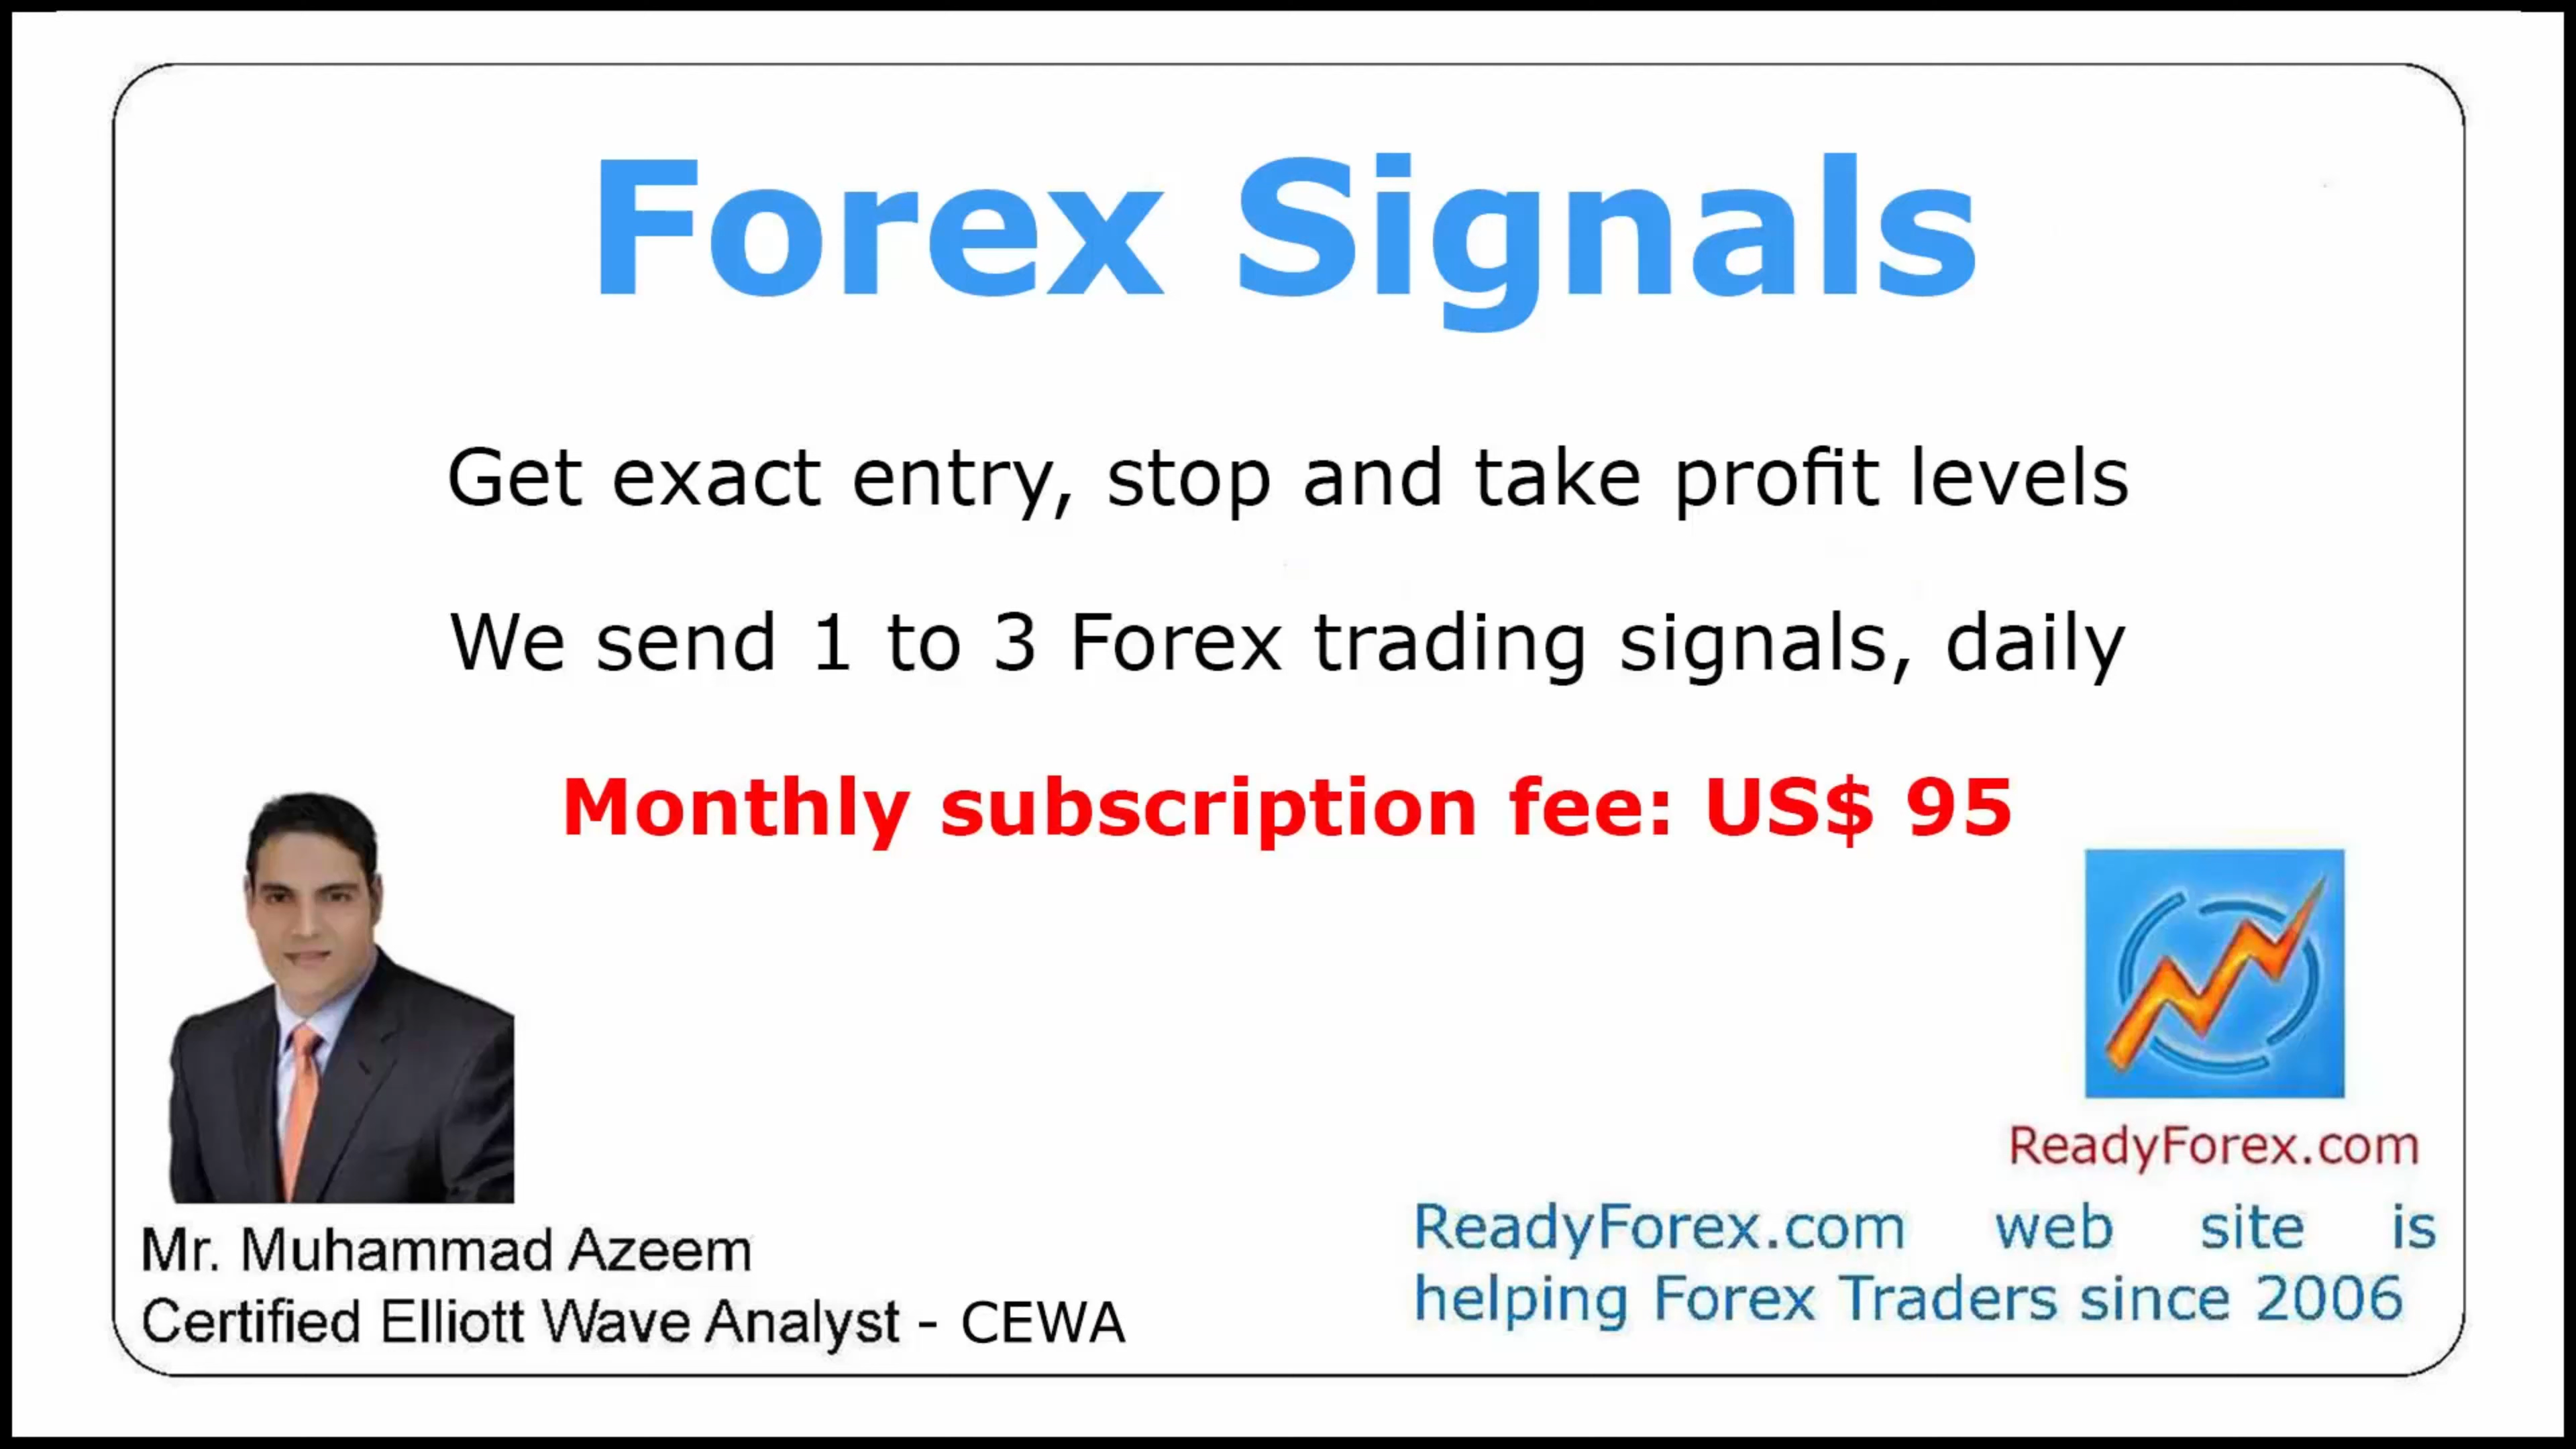 Forex Signals
Get exact entry, stop and take profit levels
We send 1 to 3 Forex trading signals, daily
Monthly subscription fee: US$ 95
Mr. Muhammad Azeem
Certified Elliott Wave Analyst - CEWA
ReadyForex.com
ReadyForex.com web site is
helping Forex Traders since 2006